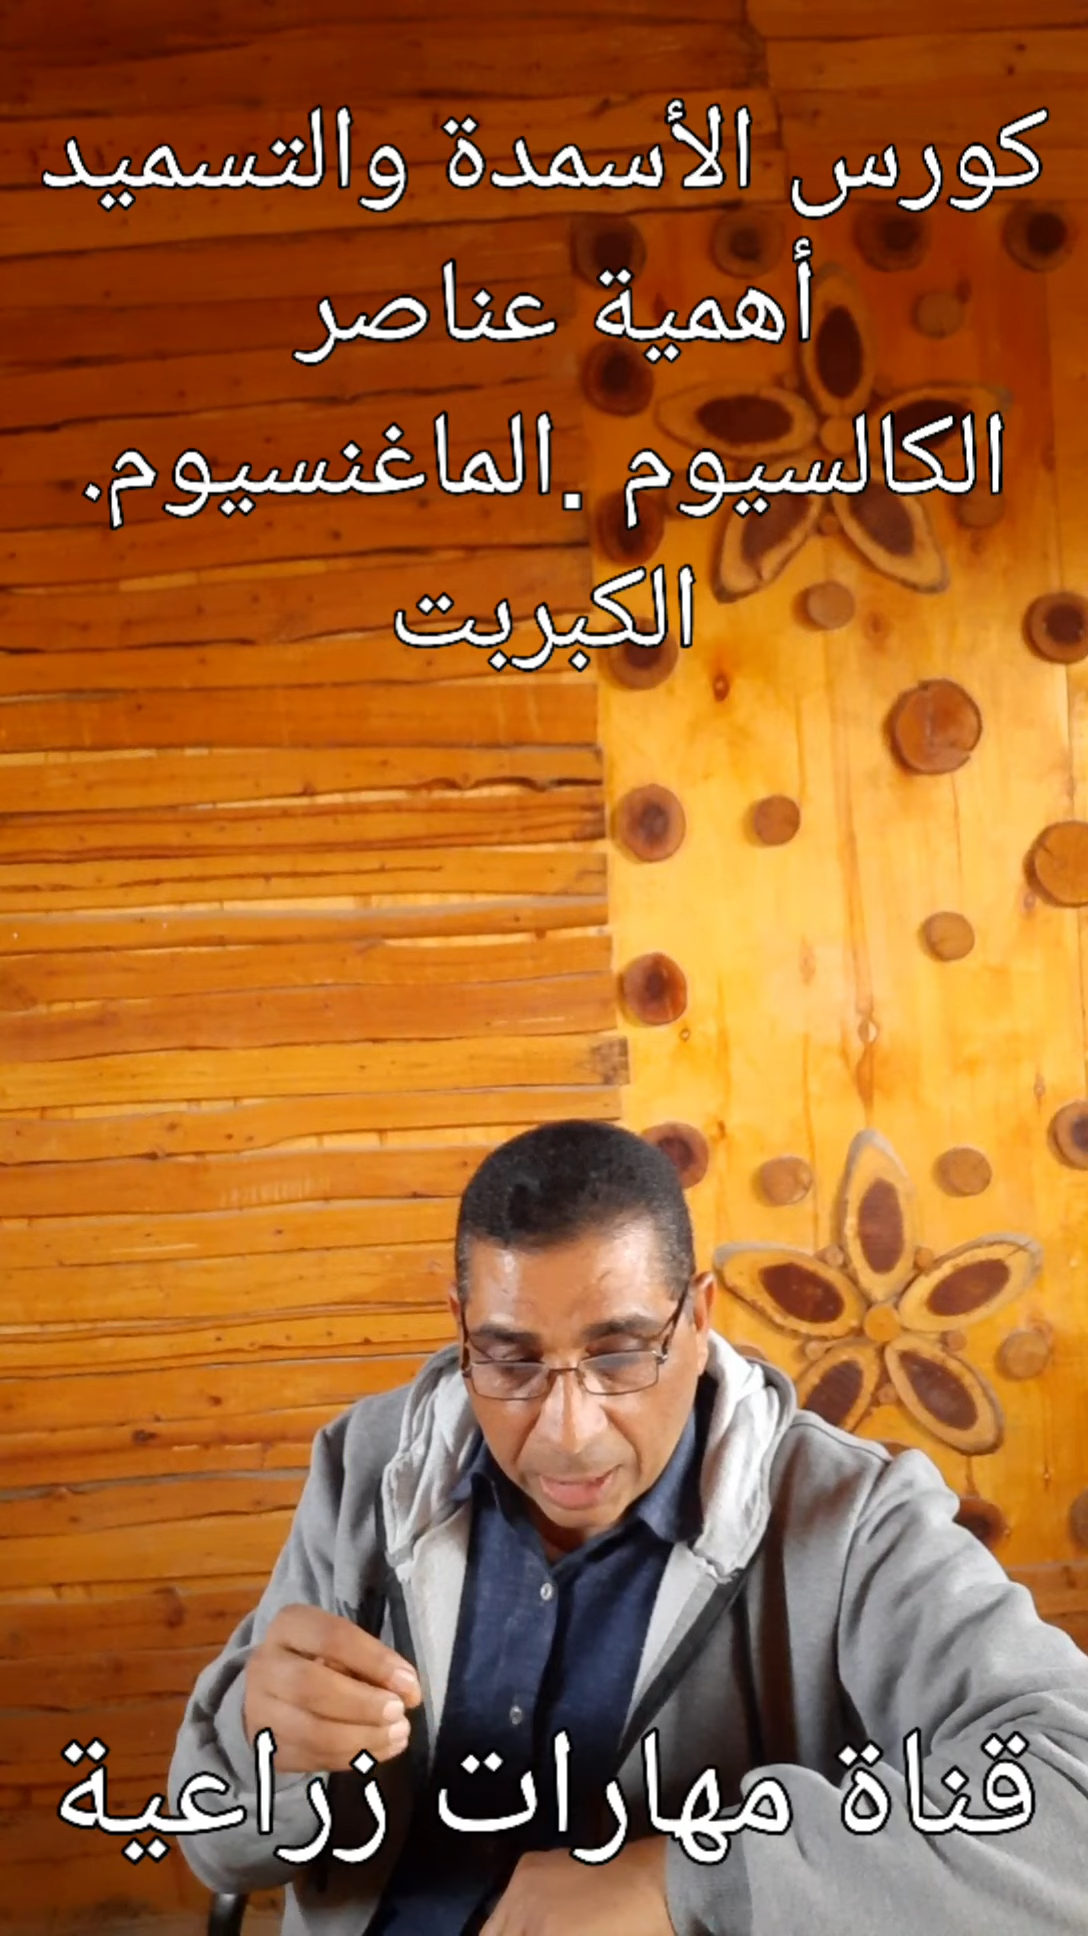 كورس الأسمدة والتسميد
أهمية عناصر
الكالسيوم .الماغنسيوم.
الكبربت
قناة مهارات زراعية